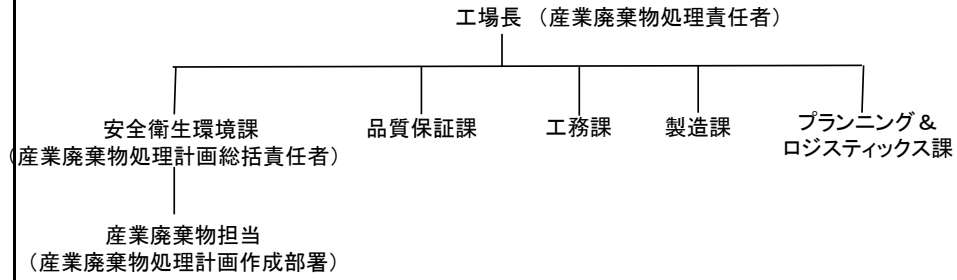 工場長 （産業廃棄物処理責任者）
安全衛生環境課 品質保証課 工務課 製造課 プランニング＆
（産業廃棄物処理計画総括責任者） ロジスティックス課
産業廃棄物担当
（産業廃棄物処理計画作成部署）